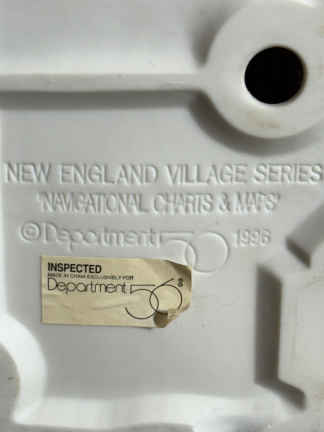 NEW ENGLAND VILLAGE SERIES
"NAVIGATIONAL CHARTS & MAPS"
©Department 56 1996
INSPECTED
MADE IN CHINA EXCLUSIVELY FOR
Department 56 ®